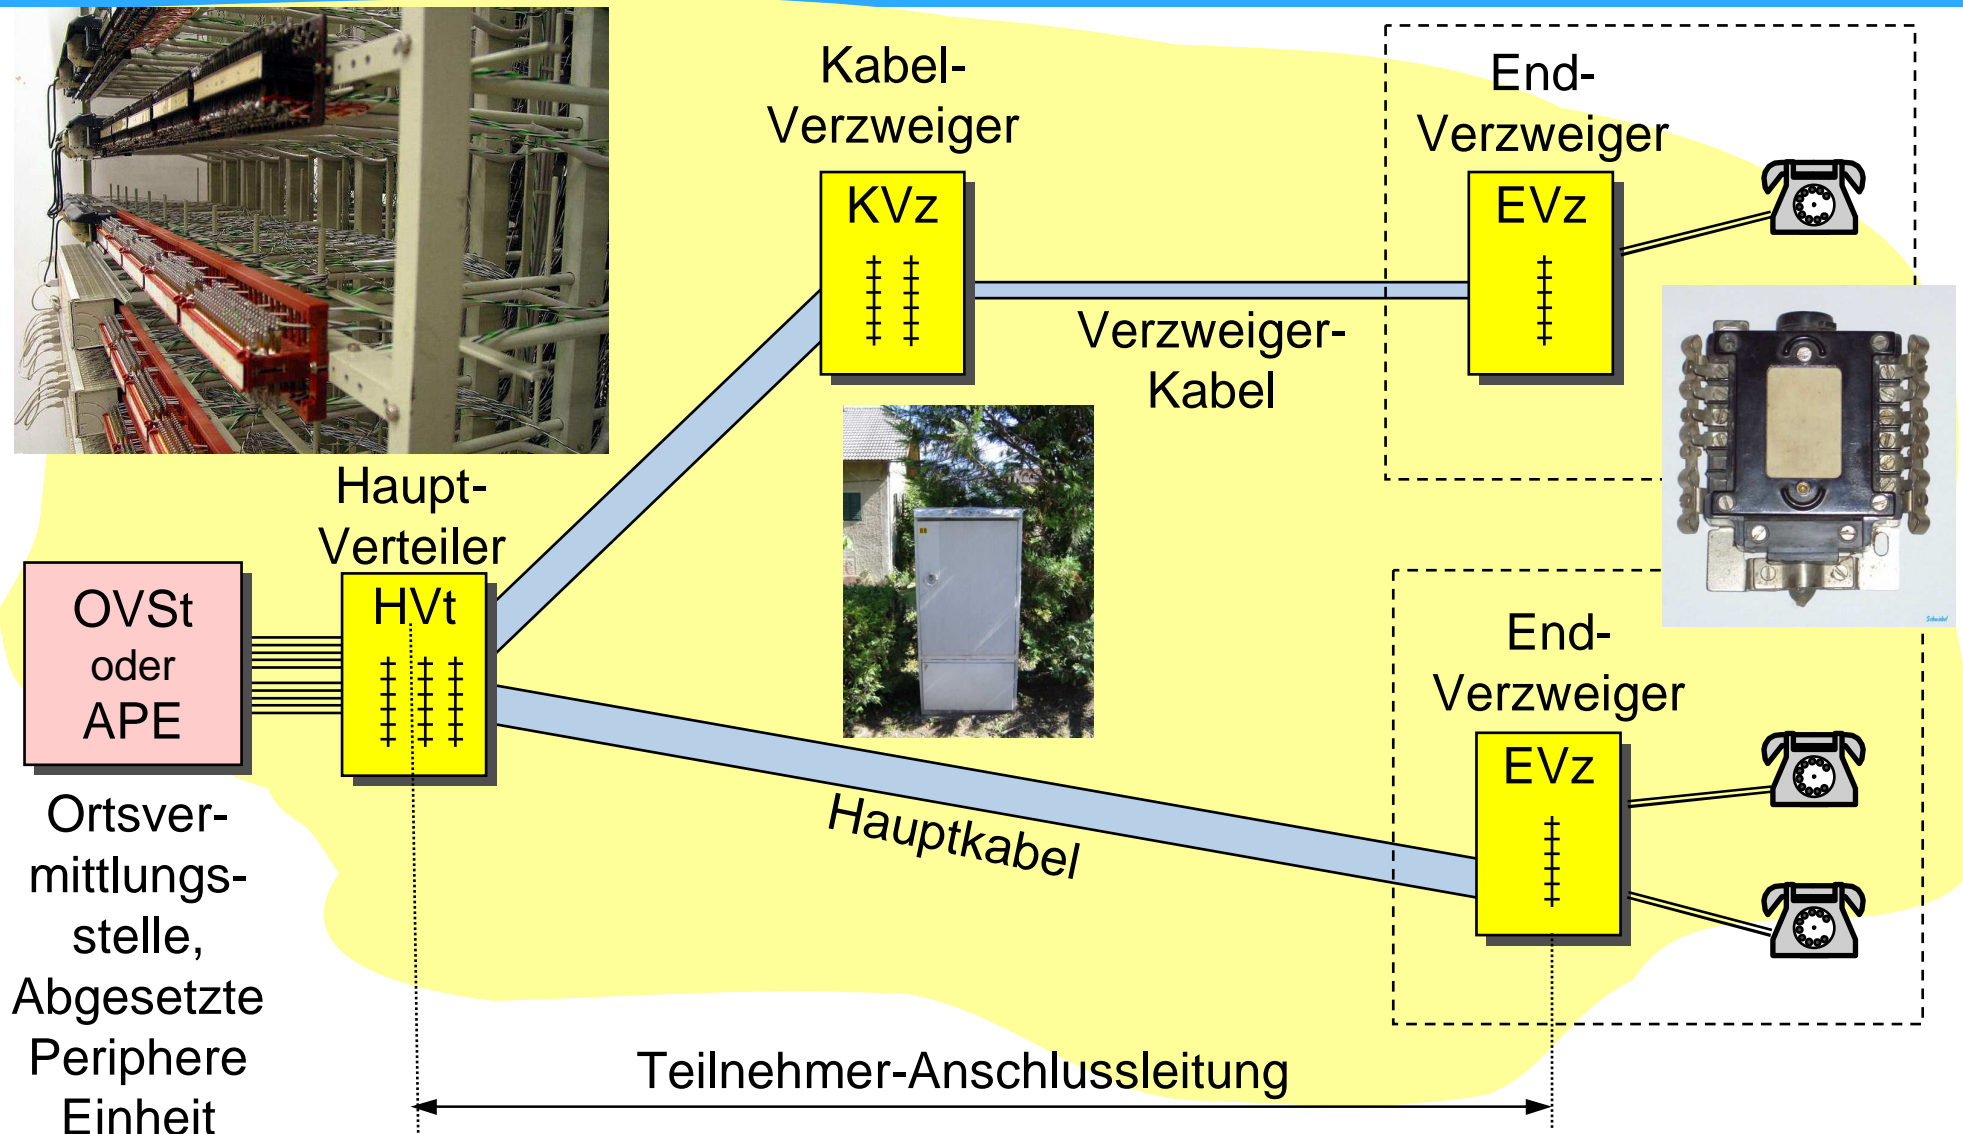 Kabel-
Verzweiger
KVz
End-
Verzweiger
EVz
Verzweiger-
Kabel
Haupt-
Verteiler
HVt
OVSt
oder
APE
Ortsver-
mittlungs-
stelle,
Abgesetzte
Periphere
Einheit
Hauptkabel
End-
Verzweiger
EVz
Schwabel
Teilnehmer-Anschlussleitung